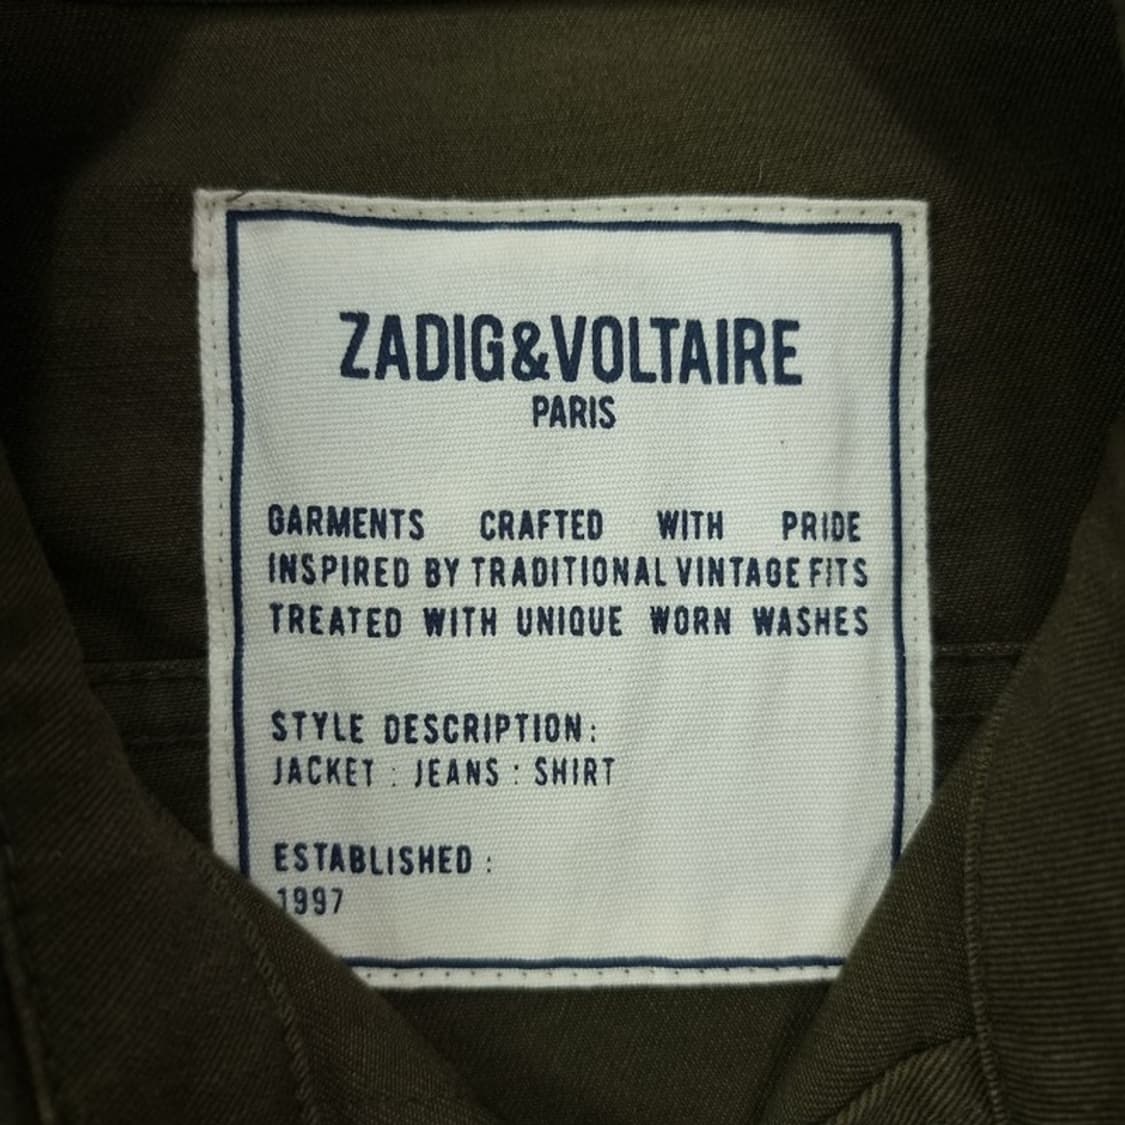 ZADIG&VOLTAIRE
PARIS
GARMENTS CRAFTED WITH PRIDE
INSPIRED BY TRADITIONAL VINTAGE FITS
TREATED WITH UNIQUE WORN WASHES
STYLE DESCRIPTION:
JACKET : JEANS : SHIRT
ESTABLISHED :
1997